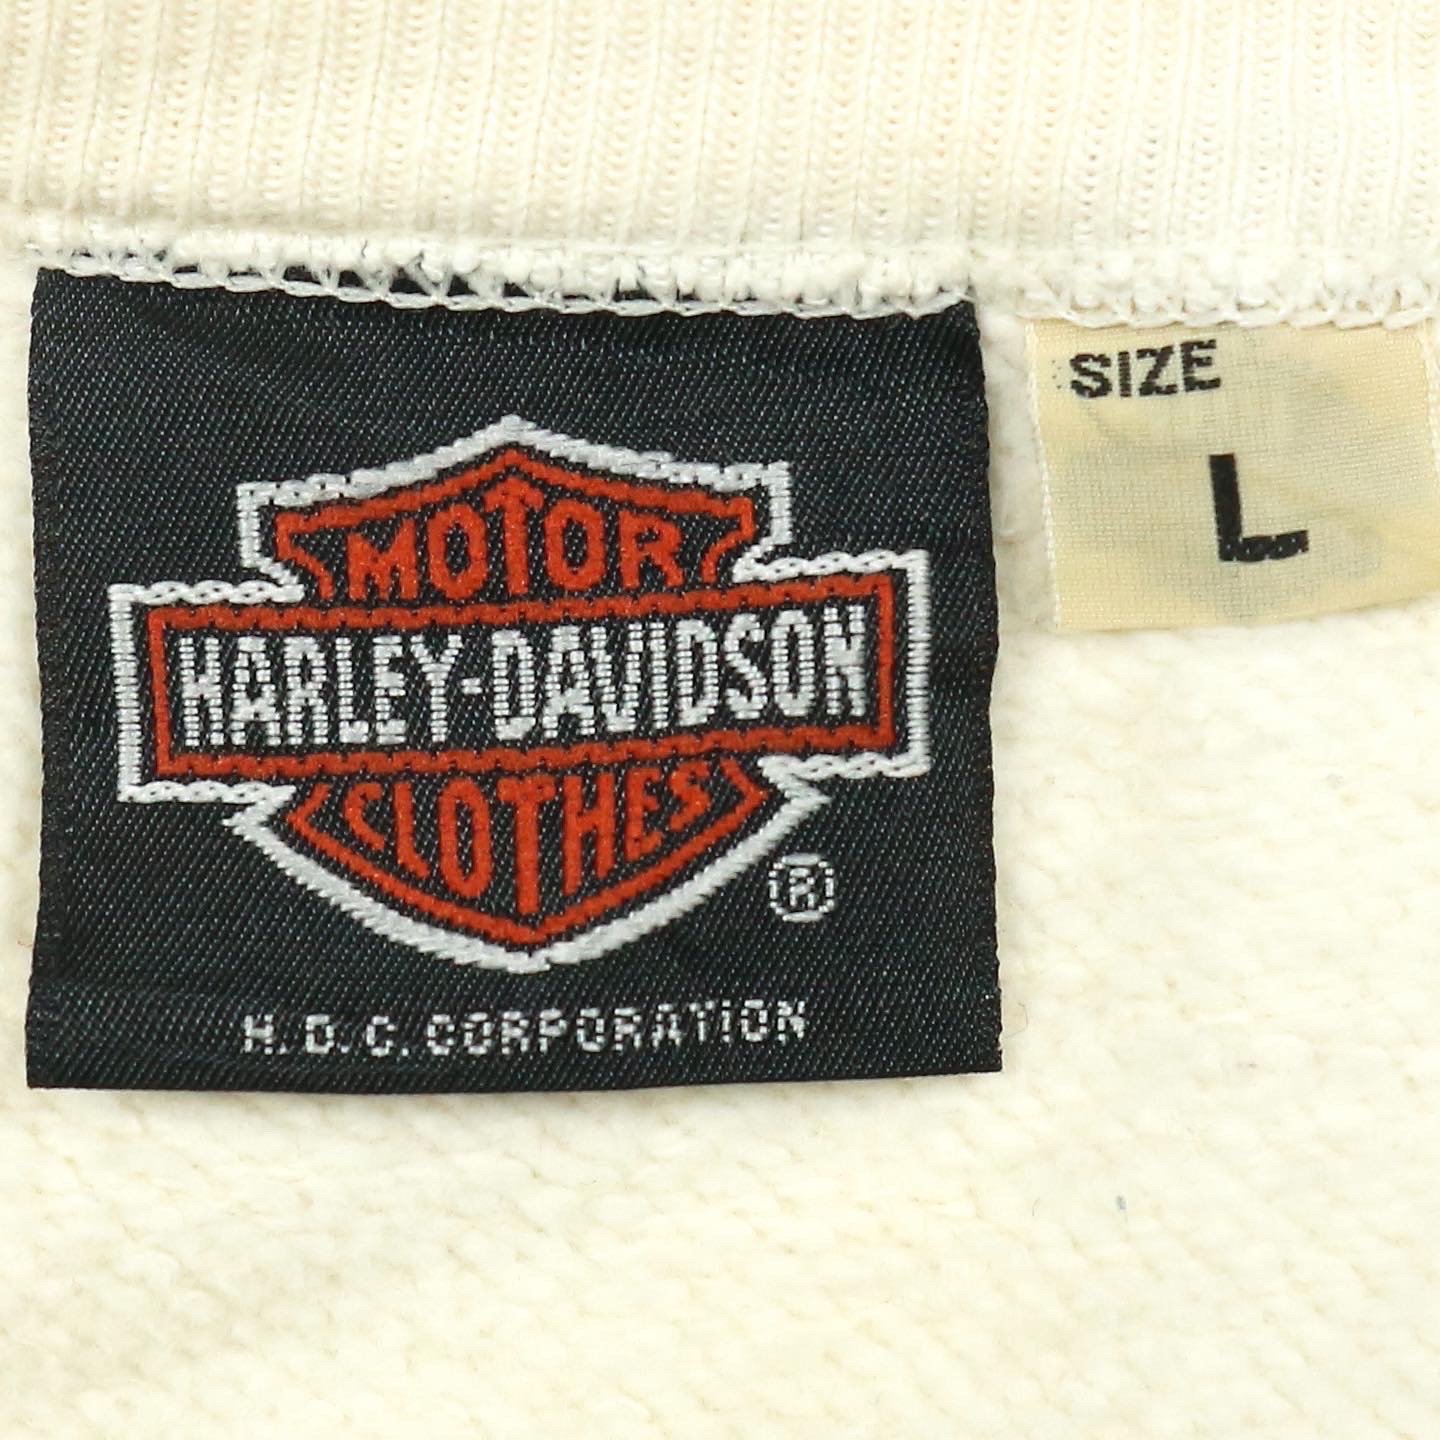 MOTOR
HARLEY-DAVIDSON
CLOTHES
®
H.D.C. CORPORATION
SIZE
L